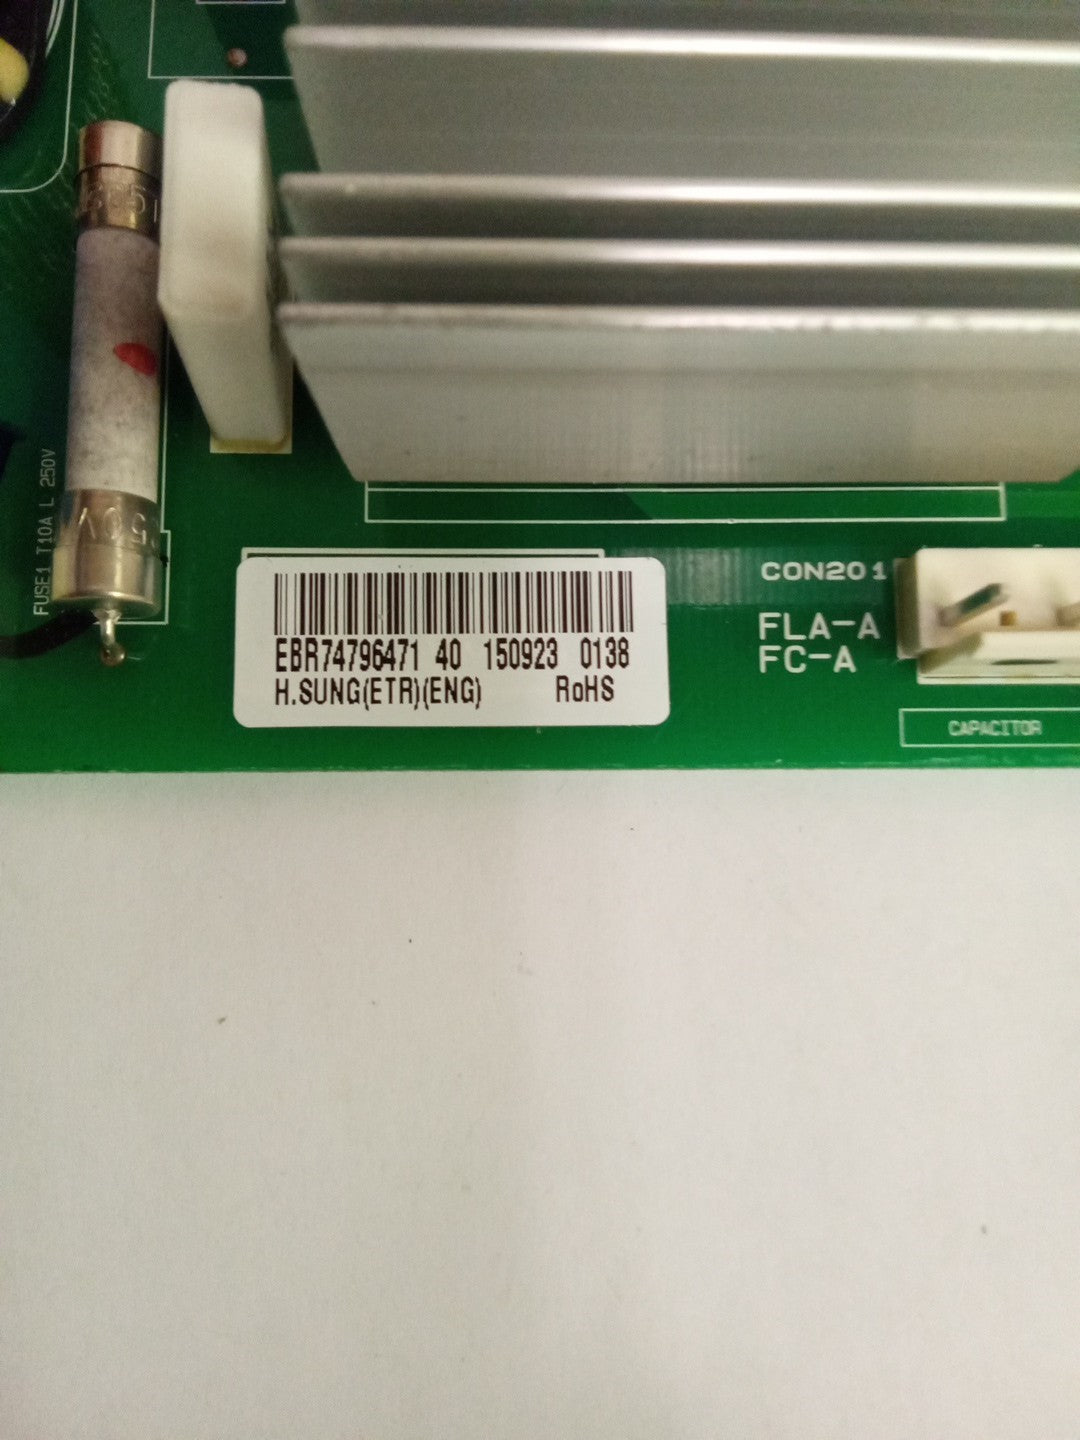 FUSE1 T10A L 250V
EBR74796471 40 150923 0138
H.SUNG(ETR)(ENG) RoHS
CON201
FLA-A
FC-A
CAPACITOR